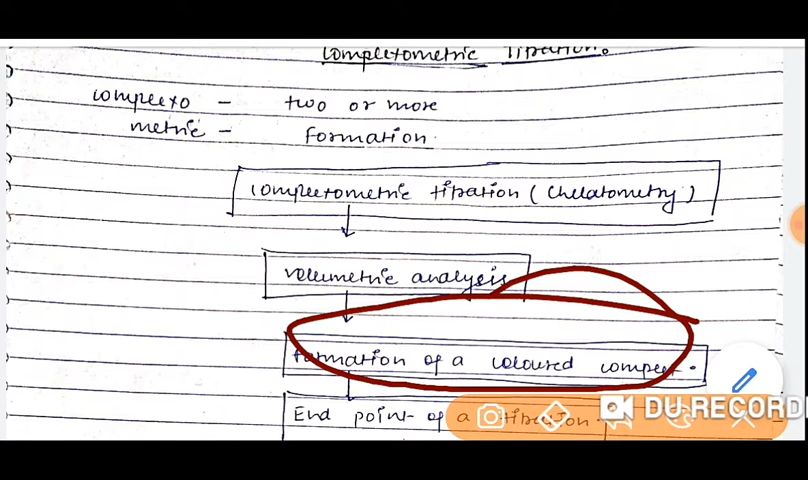 Complexometric titration.
Complexo - two or more
metric - Formation.
Complexometric titration (Chelatometry)
volumetric analysis
Formation of a coloured complex.
End point of a titration.
DU RECORD